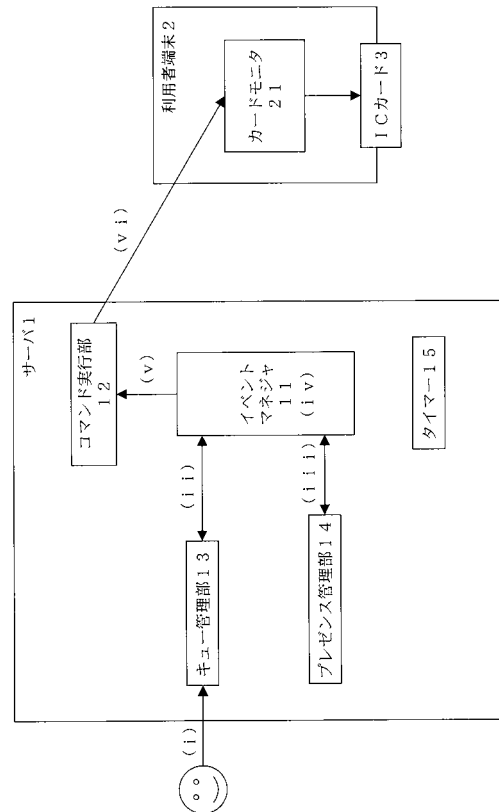 サーバ1
(i)
キュー管理部13
(ii)
プレゼンス管理部14
(iii)
イベント
マネジャ
11
(iv)
(v)
コマンド実行部
12
タイマー15
(vi)
利用者端末2
カードモニタ
21
ICカード3